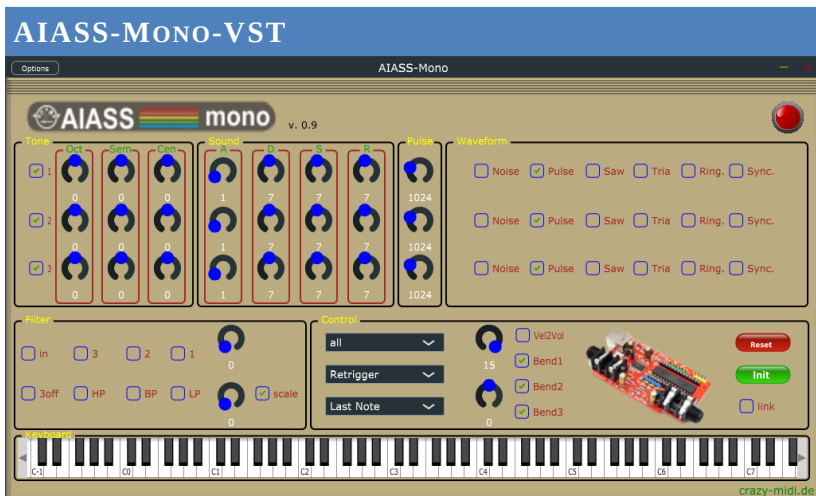 AIASS-MONO-VST
Options AIASS-Mono
AIASS mono v. 0.9
Tone Sound Pulse Waveform
Oct Sem Cen A D S R
1 Noise Pulse Saw Tria Ring. Sync.
0 0 0 1 7 7 7 1024
2 Noise Pulse Saw Tria Ring. Sync.
0 0 0 1 7 7 7 1024
3 Noise Pulse Saw Tria Ring. Sync.
0 0 0 1 7 7 7 1024
Filter Control
all Vel2Vol
Reset
in 3 2 1 0 15 Bend1
Retrigger Init
3off HP BP LP scale Bend2
Last Note link
0 0 Bend3
Keyboard
C-1 C0 C1 C2 C3 C4 C5 C6 C7
crazy-midi.de